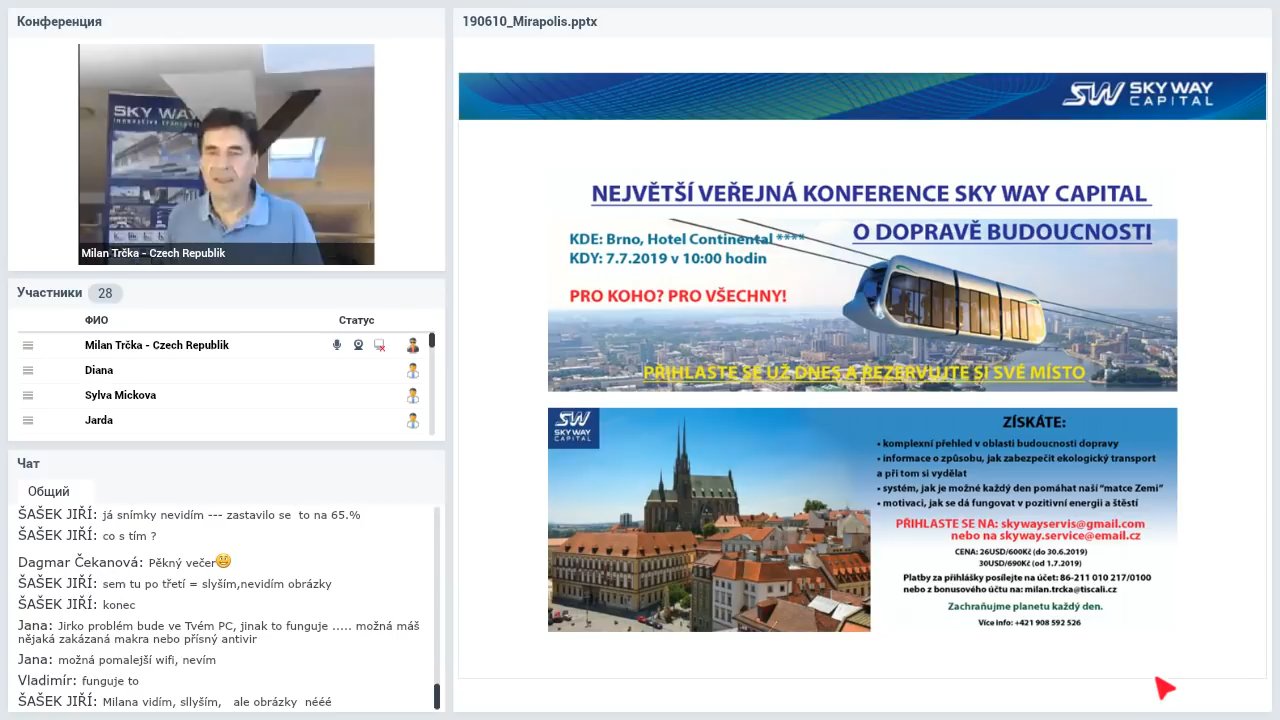 Конференция
SKY WAY
innovative transport
Milan Trčka - Czech Republik
Участники 28
ФИО Статус
Milan Trčka - Czech Republik
Diana
Sylva Mickova
Jarda
Чат
Общий
ŠAŠEK JIŘÍ: já snímky nevidím --- zastavilo se to na 65.%
ŠAŠEK JIŘÍ: co s tím ?
Dagmar Čekanová: Pěkný večer
ŠAŠEK JIŘÍ: sem tu po třetí = slyším,nevidím obrázky
ŠAŠEK JIŘÍ: konec
Jana: Jirko problém bude ve Tvém PC, jinak to funguje ..... možná máš
nějaká zakázaná makra nebo přísný antivir
Jana: možná pomalejší wifi, nevím
Vladimír: funguje to
ŠAŠEK JIŘÍ: Milana vidím, sllyším, ale obrázky nééé
190610_Mirapolis.pptx
SW SKY WAY
CAPITAL
NEJVĚTŠÍ VEŘEJNÁ KONFERENCE SKY WAY CAPITAL
O DOPRAVĚ BUDOUCNOSTI
KDE: Brno, Hotel Continental ****
KDY: 7.7.2019 v 10:00 hodin
PRO KOHO? PRO VŠECHNY!
PŘIHLASTE SE UŽ DNES A REZERVUJTE SI SVÉ MÍSTO
SW
SKY WAY
CAPITAL
ZÍSKÁTE:
• komplexní přehled v oblasti budoucnosti dopravy
• informace o způsobu, jak zabezpečit ekologický transport
a při tom si vydělat
• systém, jak je možné každý den pomáhat naší “matce Zemi”
• motivaci, jak se dá fungovat v pozitivní energii a štěstí
PŘIHLASTE SE NA: skywayservis@gmail.com
nebo na skyway.service@email.cz
CENA: 26USD/600Kč (do 30.6.2019)
30USD/690Kč (od 1.7.2019)
Platby za přihlášky posílejte na účet: 86-211 010 217/0100
nebo z bonusového účtu na: milan.trcka@tiscali.cz
Zachraňujme planetu každý den.
Více info: +421 908 592 526